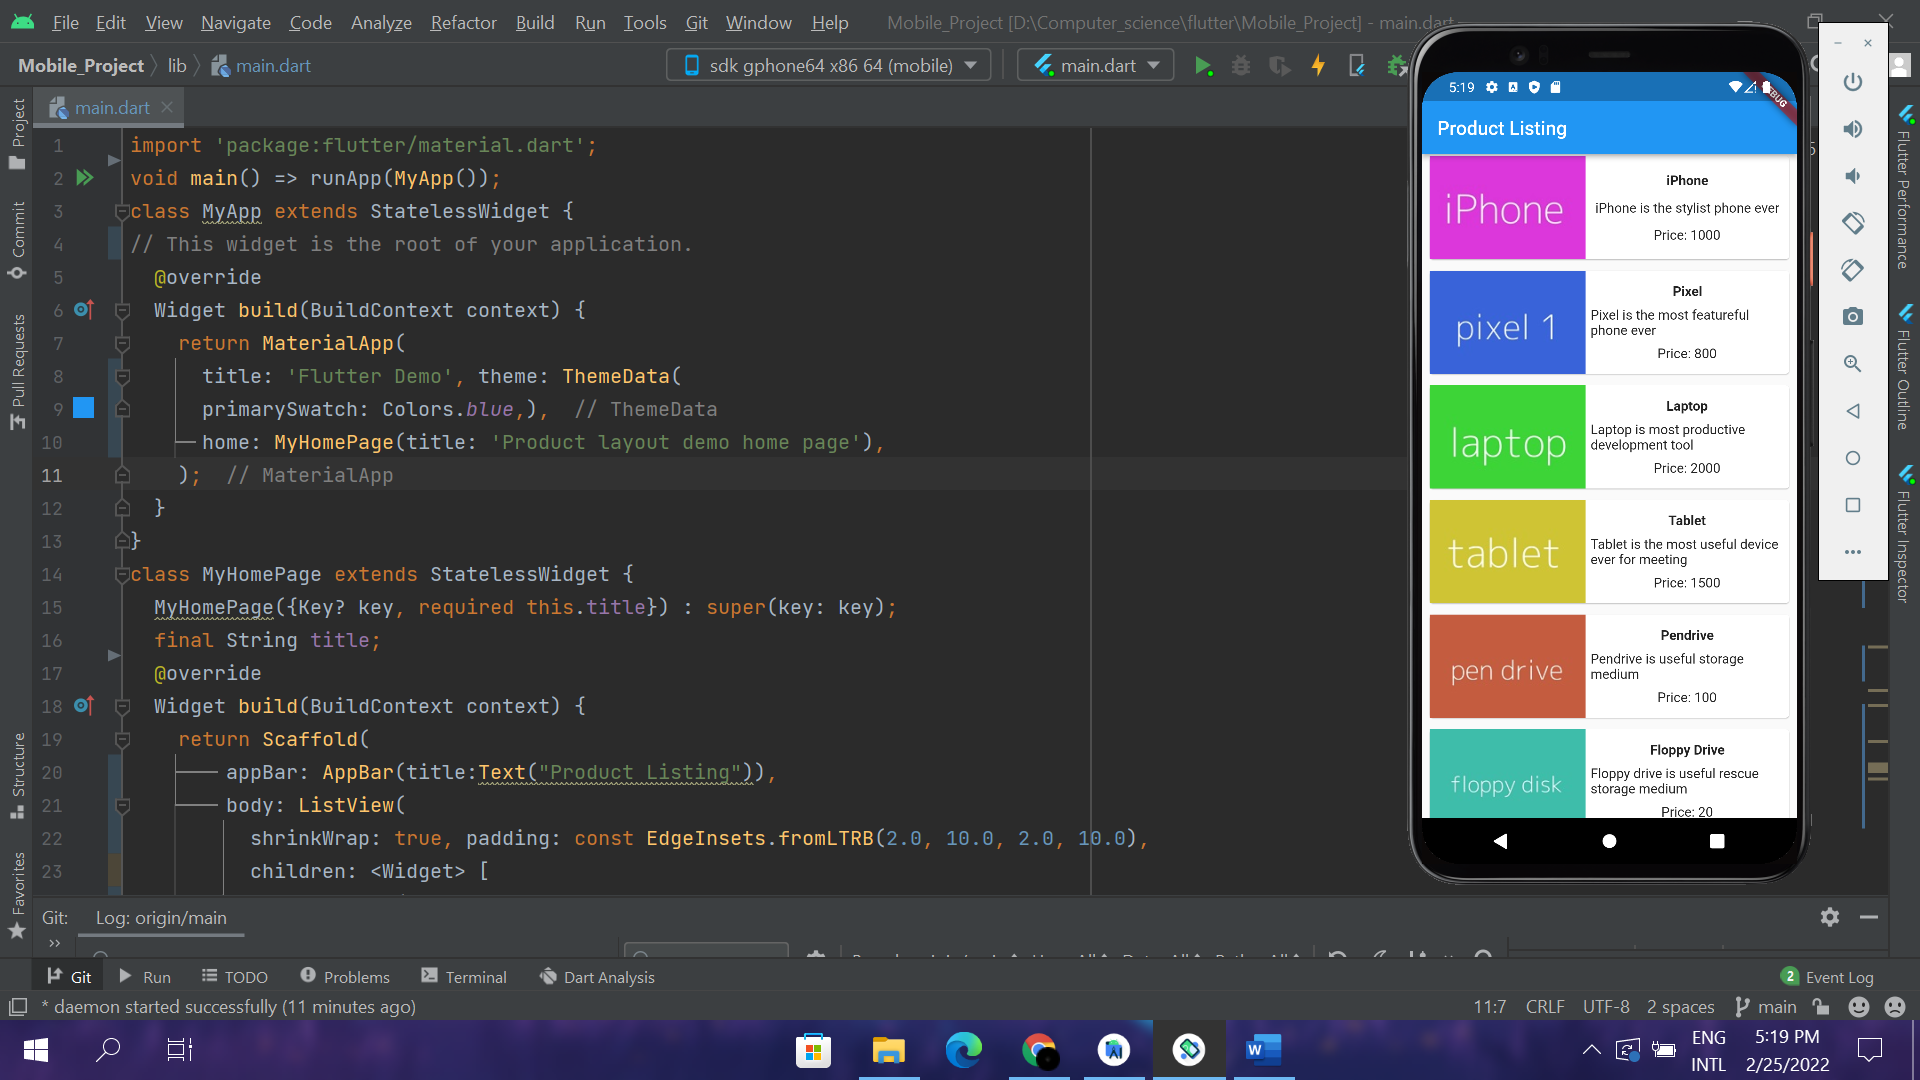 File Edit View Navigate Code Analyze Refactor Build Run Tools Git Window Help Mobile_Project [D:\Computer_science\flutter\Mobile_Project] - main.dart
Mobile_Project lib main.dart
sdk gphone64 x86 64 (mobile) main.dart
main.dart
Project
Commit
Pull Requests
Structure
Favorites
1 import 'package:flutter/material.dart';
2 void main() => runApp(MyApp());
3 class MyApp extends StatelessWidget {
4 // This widget is the root of your application.
5 @override
6 Widget build(BuildContext context) {
7 return MaterialApp(
8 title: 'Flutter Demo', theme: ThemeData(
9 primarySwatch: Colors.blue,), // ThemeData
10 home: MyHomePage(title: 'Product layout demo home page'),
11 ); // MaterialApp
12 }
13 }
14 class MyHomePage extends StatelessWidget {
15 MyHomePage({Key? key, required this.title}) : super(key: key);
16 final String title;
17 @override
18 Widget build(BuildContext context) {
19 return Scaffold(
20 appBar: AppBar(title:Text("Product Listing")),
21 body: ListView(
22 shrinkWrap: true, padding: const EdgeInsets.fromLTRB(2.0, 10.0, 2.0, 10.0),
23 children: <Widget> [
5:19
Product Listing
iPhone
iPhone
iPhone is the stylist phone ever
Price: 1000
pixel 1
Pixel
Pixel is the most featureful
phone ever
Price: 800
laptop
Laptop
Laptop is most productive
development tool
Price: 2000
tablet
Tablet
Tablet is the most useful device
ever for meeting
Price: 1500
pen drive
Pendrive
Pendrive is useful storage
medium
Price: 100
floppy disk
Floppy Drive
Floppy drive is useful rescue
storage medium
Price: 20
Flutter Performance
Flutter Outline
Flutter Inspector
Git: Log: origin/main
Git Run TODO Problems Terminal Dart Analysis 2 Event Log
* daemon started successfully (11 minutes ago) 11:7 CRLF UTF-8 2 spaces main
ENG
INTL
5:19 PM
2/25/2022